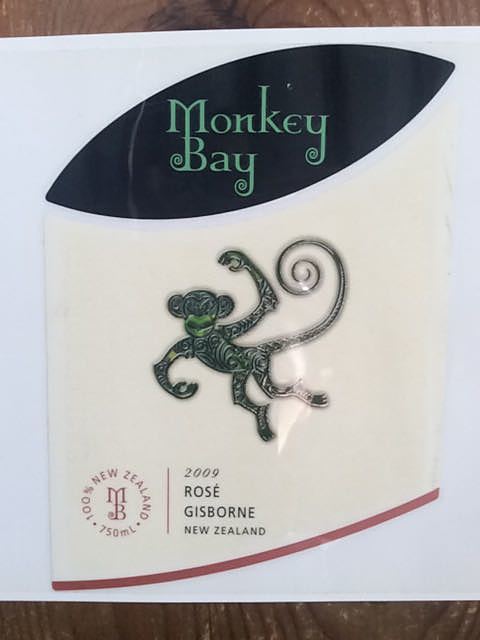 Monkey
Bay
100% NEW ZEALAND
MB
750mL
2009
ROSÉ
GISBORNE
NEW ZEALAND